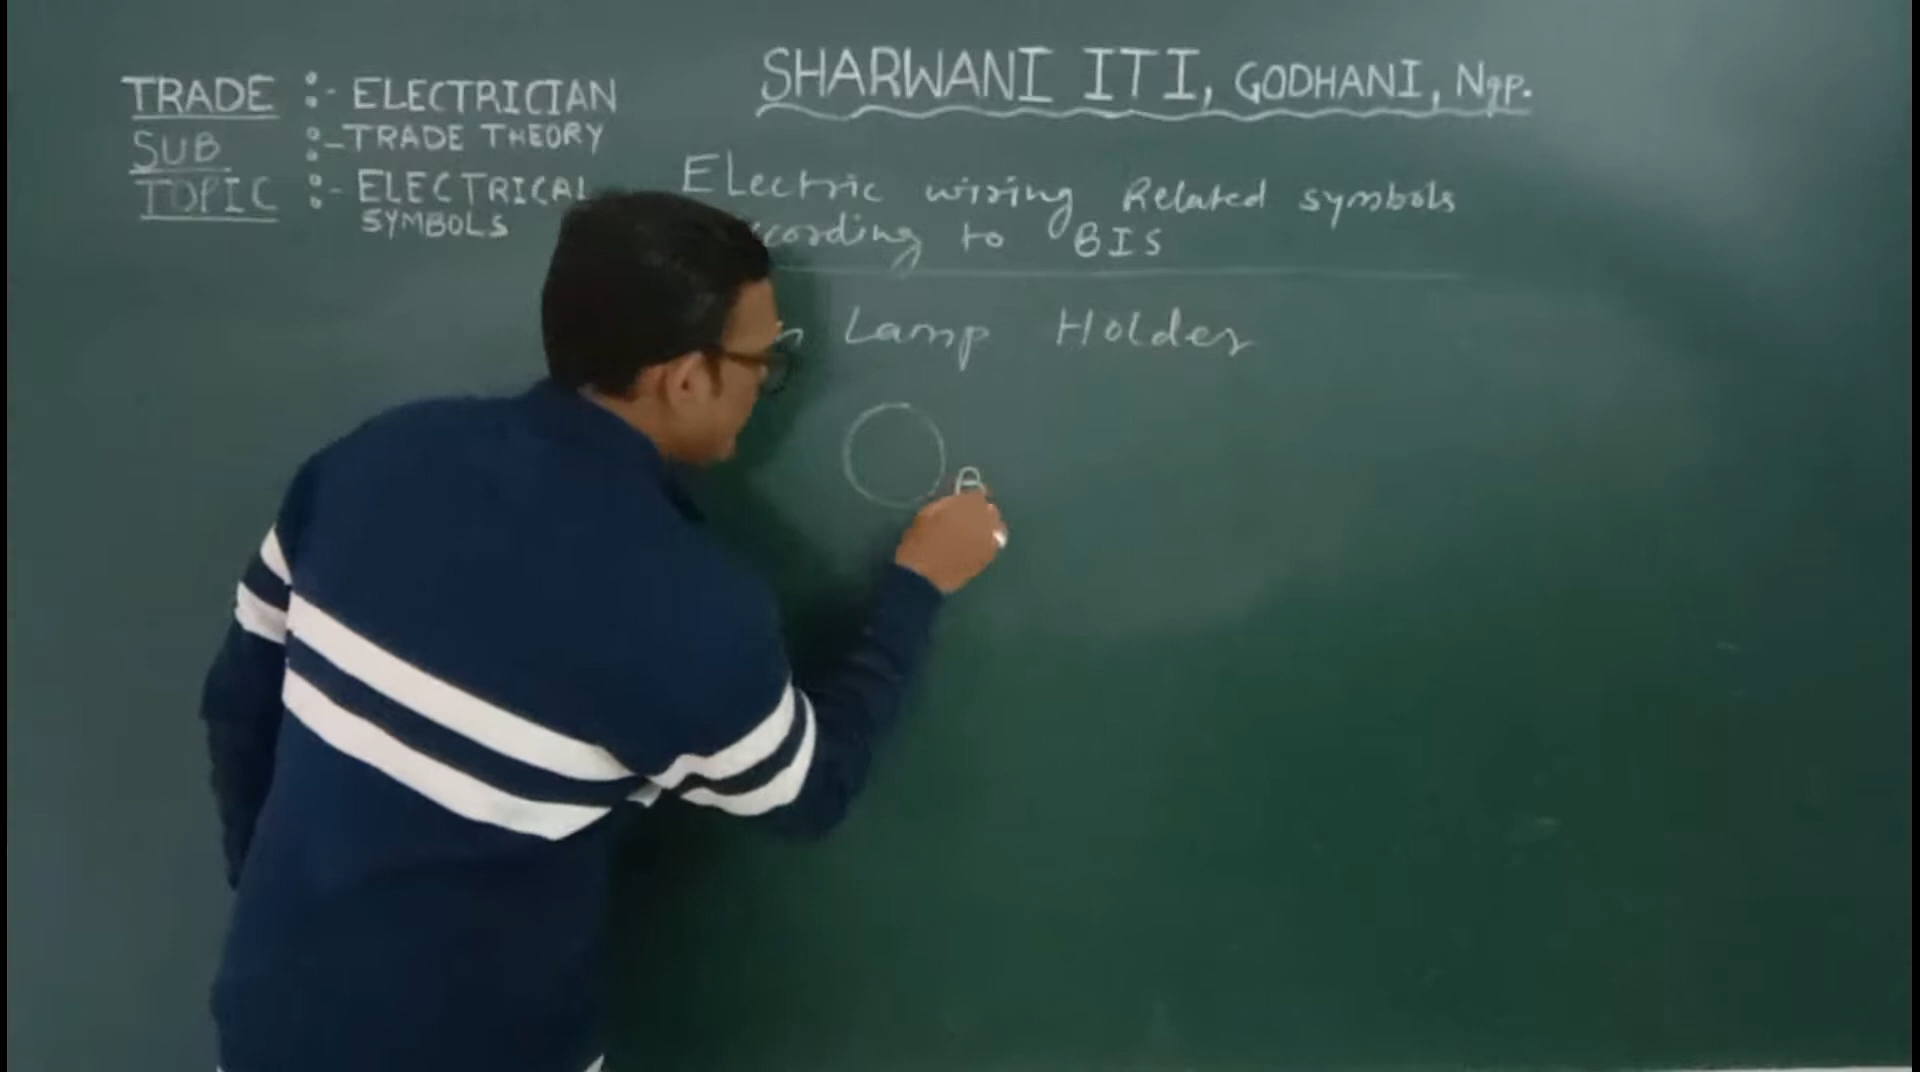 SHARWANI ITI, GODHANI, Ngp.
TRADE :- ELECTRICIAN
SUB :- TRADE THEORY
TOPIC :- ELECTRICAL
SYMBOLS
Electric wiring Related symbols
to BIS
Lamp Holder